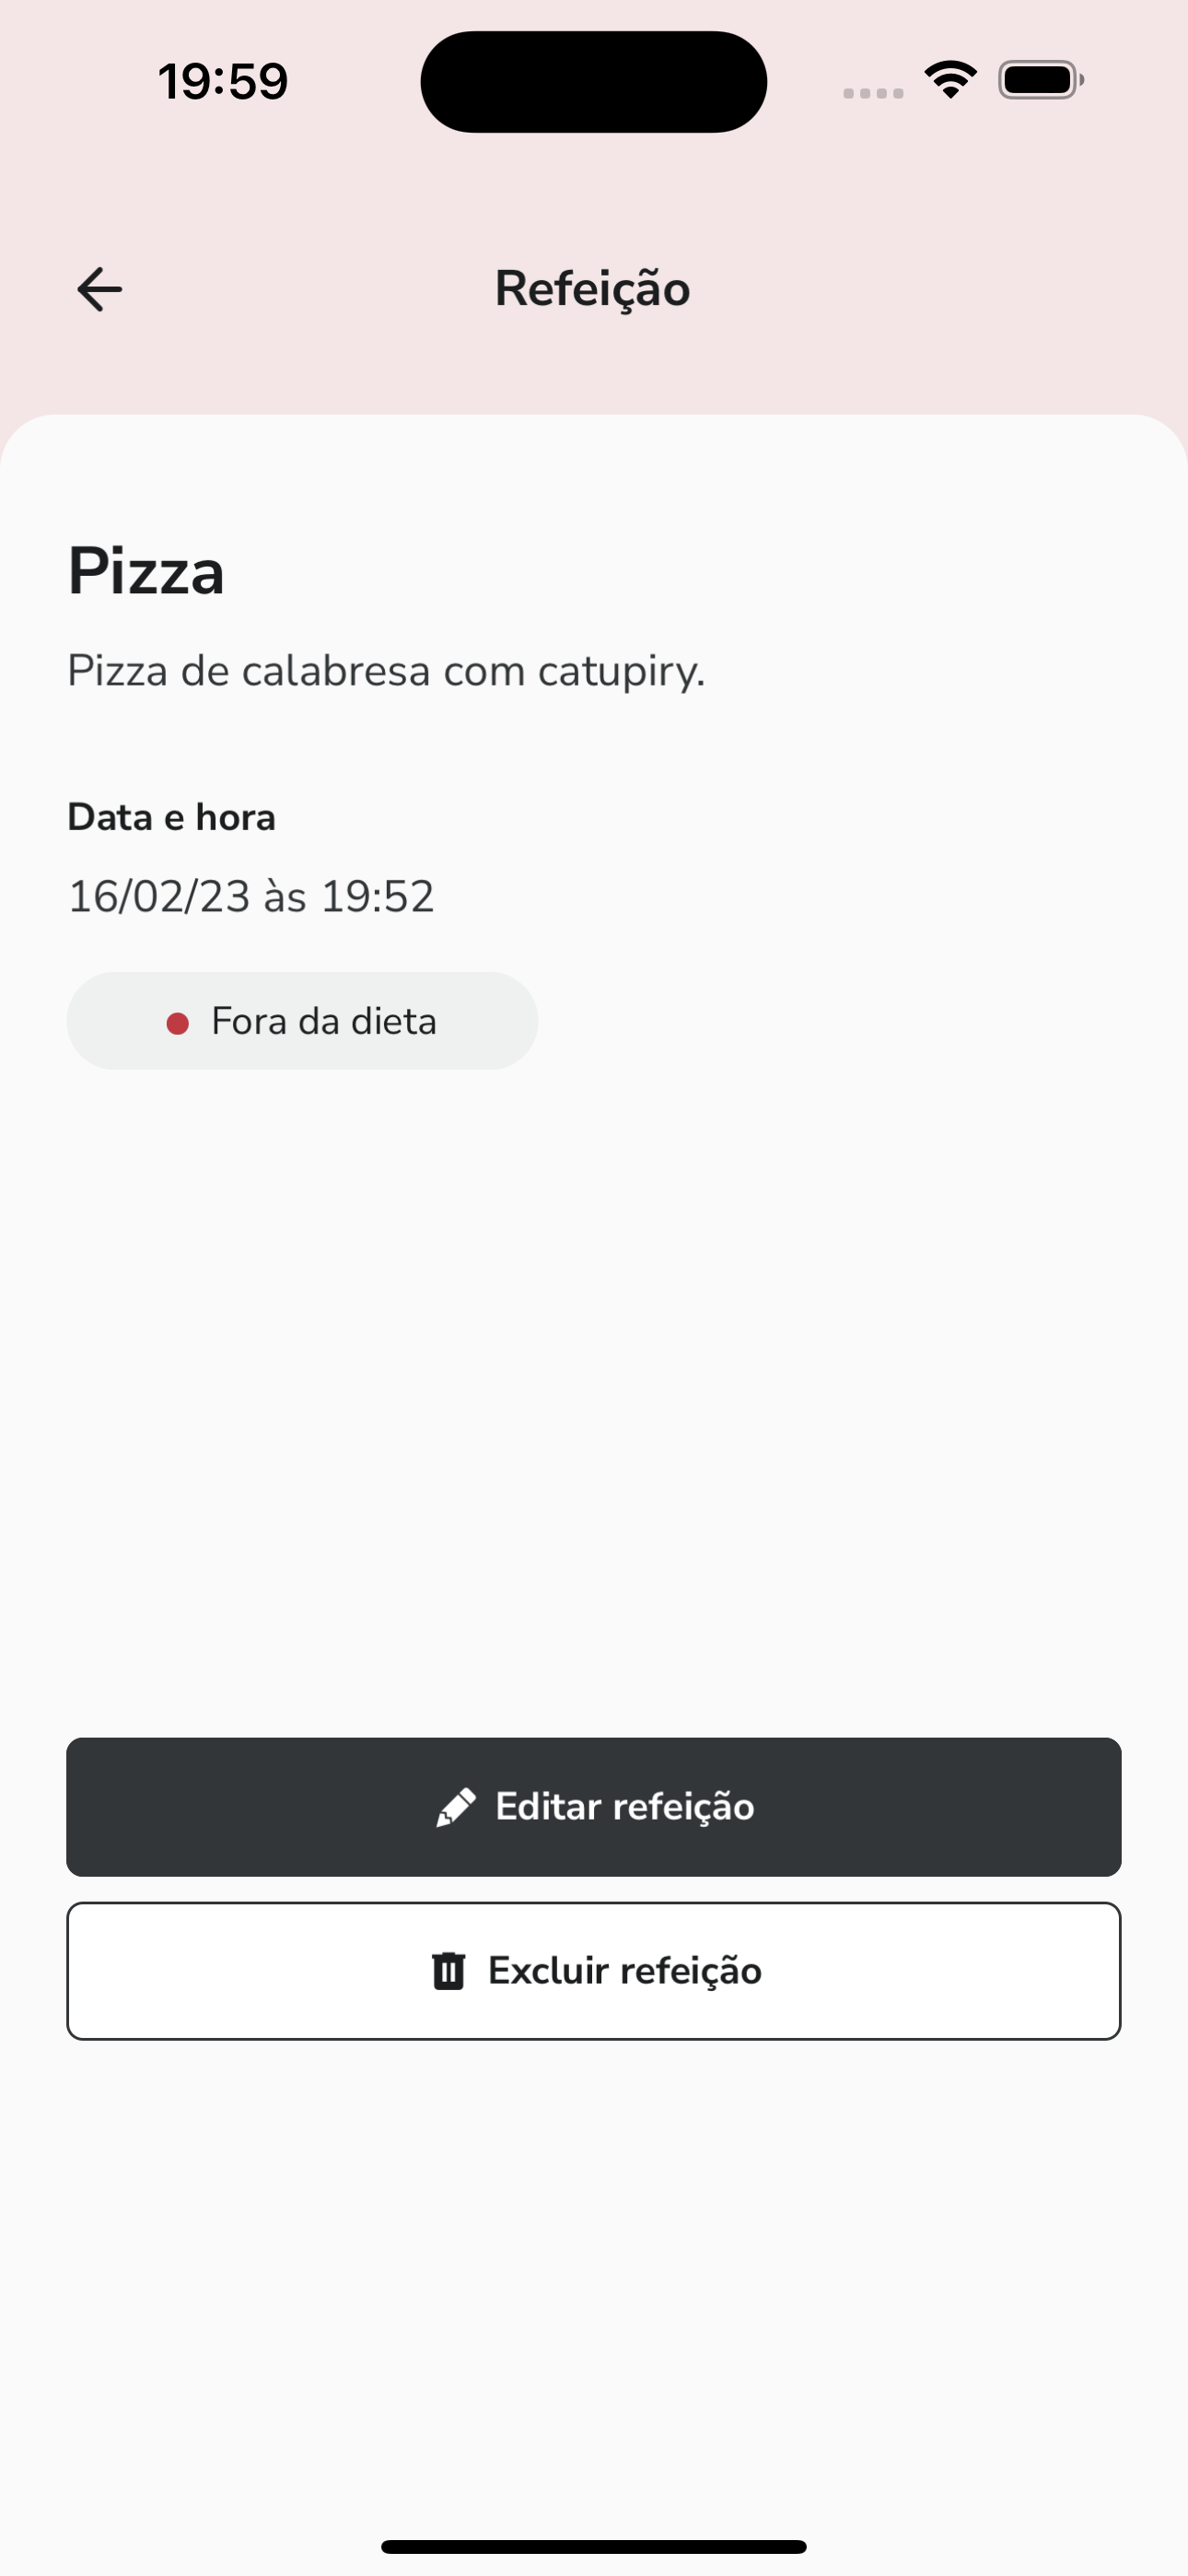 19:59
Refeição
Pizza
Pizza de calabresa com catupiry.
Data e hora
16/02/23 às 19:52
Fora da dieta
Editar refeição
Excluir refeição